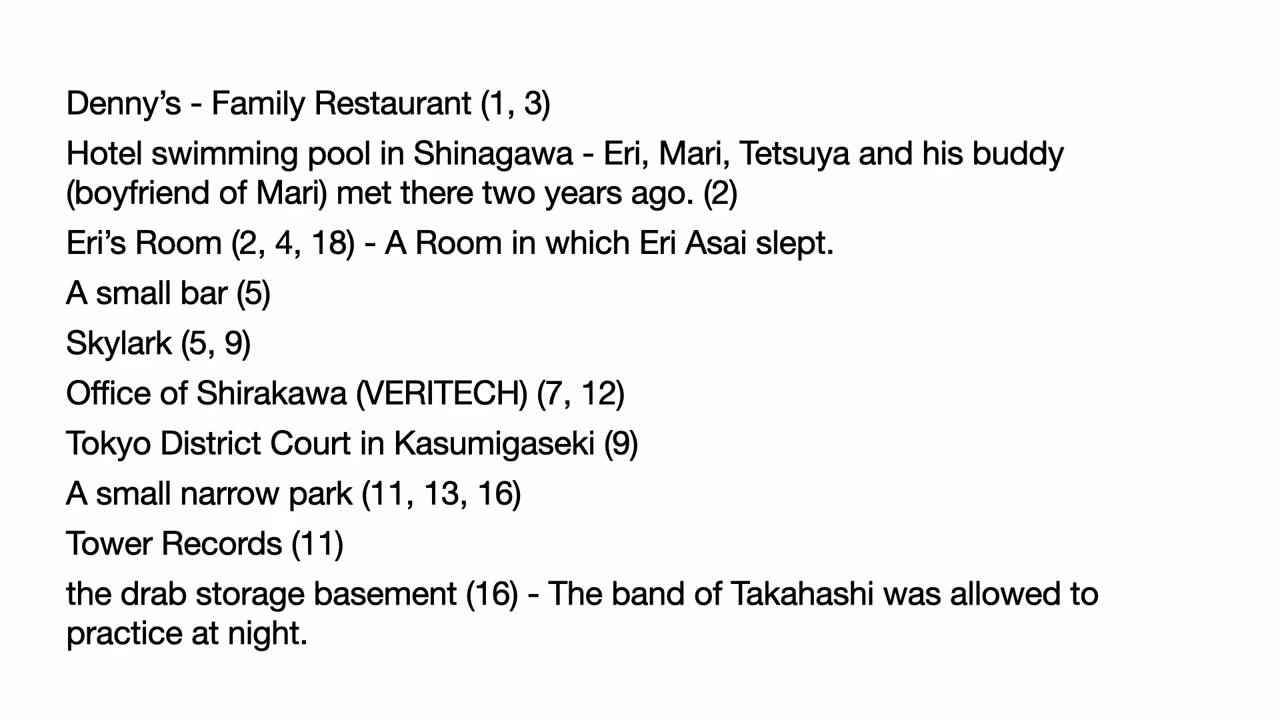 Denny’s - Family Restaurant (1, 3)
Hotel swimming pool in Shinagawa - Eri, Mari, Tetsuya and his buddy
(boyfriend of Mari) met there two years ago. (2)
Eri’s Room (2, 4, 18) - A Room in which Eri Asai slept.
A small bar (5)
Skylark (5, 9)
Office of Shirakawa (VERITECH) (7, 12)
Tokyo District Court in Kasumigaseki (9)
A small narrow park (11, 13, 16)
Tower Records (11)
the drab storage basement (16) - The band of Takahashi was allowed to
practice at night.